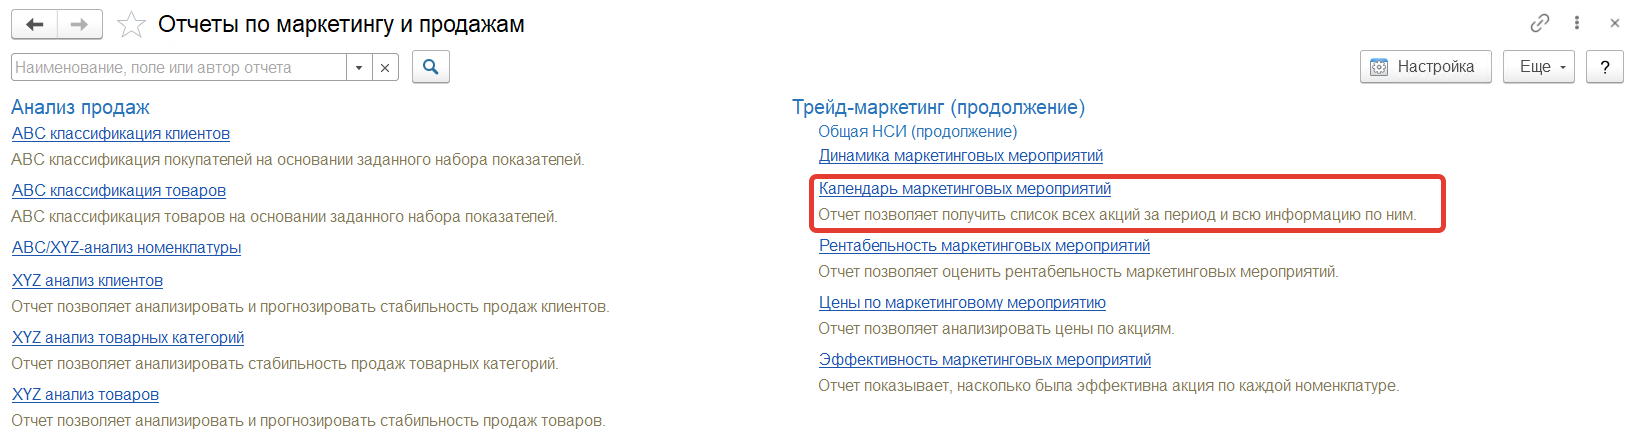 Отчеты по маркетингу и продажам
Наименование, поле или автор отчета
Настройка
Еще
?
Анализ продаж
ABC классификация клиентов
ABC классификация покупателей на основании заданного набора показателей.
ABC классификация товаров
ABC классификация товаров на основании заданного набора показателей.
ABC/XYZ-анализ номенклатуры
XYZ анализ клиентов
Отчет позволяет анализировать и прогнозировать стабильность продаж клиентов.
XYZ анализ товарных категорий
Отчет позволяет анализировать стабильность продаж товарных категорий.
XYZ анализ товаров
Отчет позволяет анализировать и прогнозировать стабильность продаж товаров.
Трейд-маркетинг (продолжение)
Общая НСИ (продолжение)
Динамика маркетинговых мероприятий
Календарь маркетинговых мероприятий
Отчет позволяет получить список всех акций за период и всю информацию по ним.
Рентабельность маркетинговых мероприятий
Отчет позволяет оценить рентабельность маркетинговых мероприятий.
Цены по маркетинговому мероприятию
Отчет позволяет анализировать цены по акциям.
Эффективность маркетинговых мероприятий
Отчет показывает, насколько была эффективна акция по каждой номенклатуре.